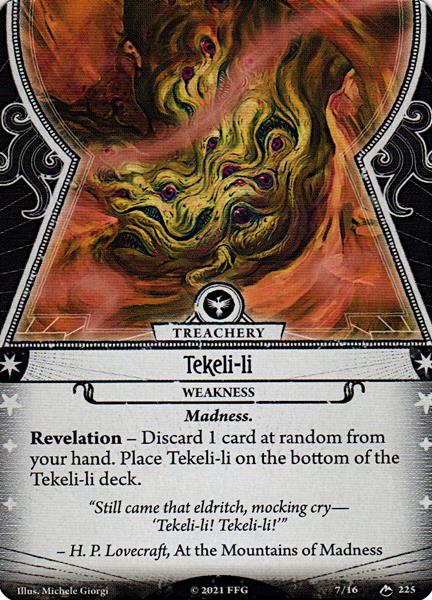 TREACHERY
Tekeli-li
WEAKNESS
Madness.
Revelation – Discard 1 card at random from
your hand. Place Tekeli-li on the bottom of the
Tekeli-li deck.
“Still came that eldritch, mocking cry—
‘Tekeli-li! Tekeli-li!’”
– H. P. Lovecraft, At the Mountains of Madness
Illus. Michele Giorgi
© 2021 FFG
7/16
225